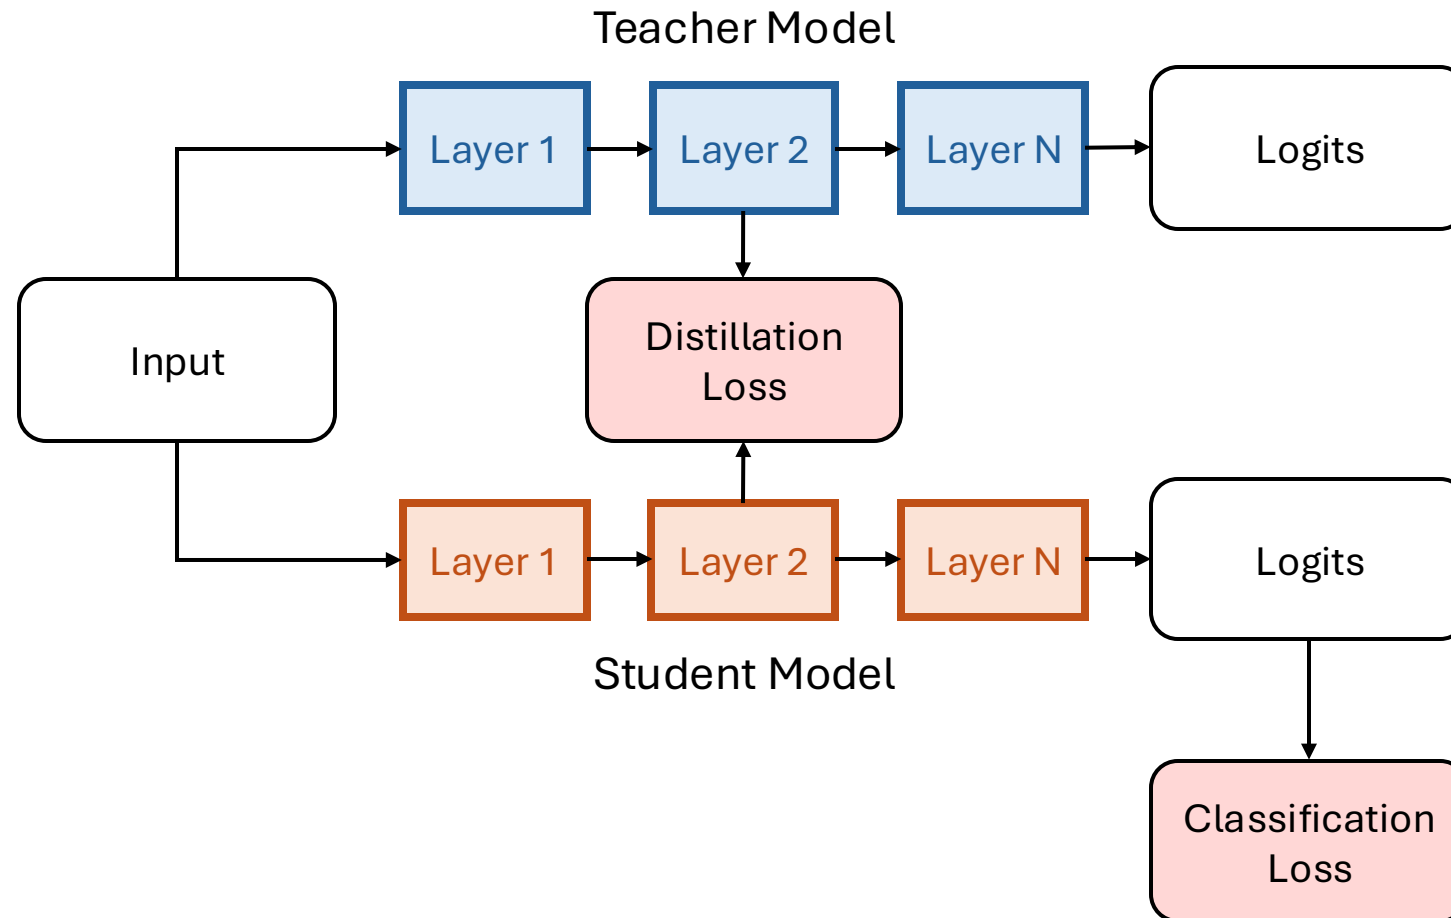 Teacher Model
Layer 1
Layer 2
Layer N
Logits
Input
Distillation
Loss
Layer 1
Layer 2
Layer N
Logits
Student Model
Classification
Loss